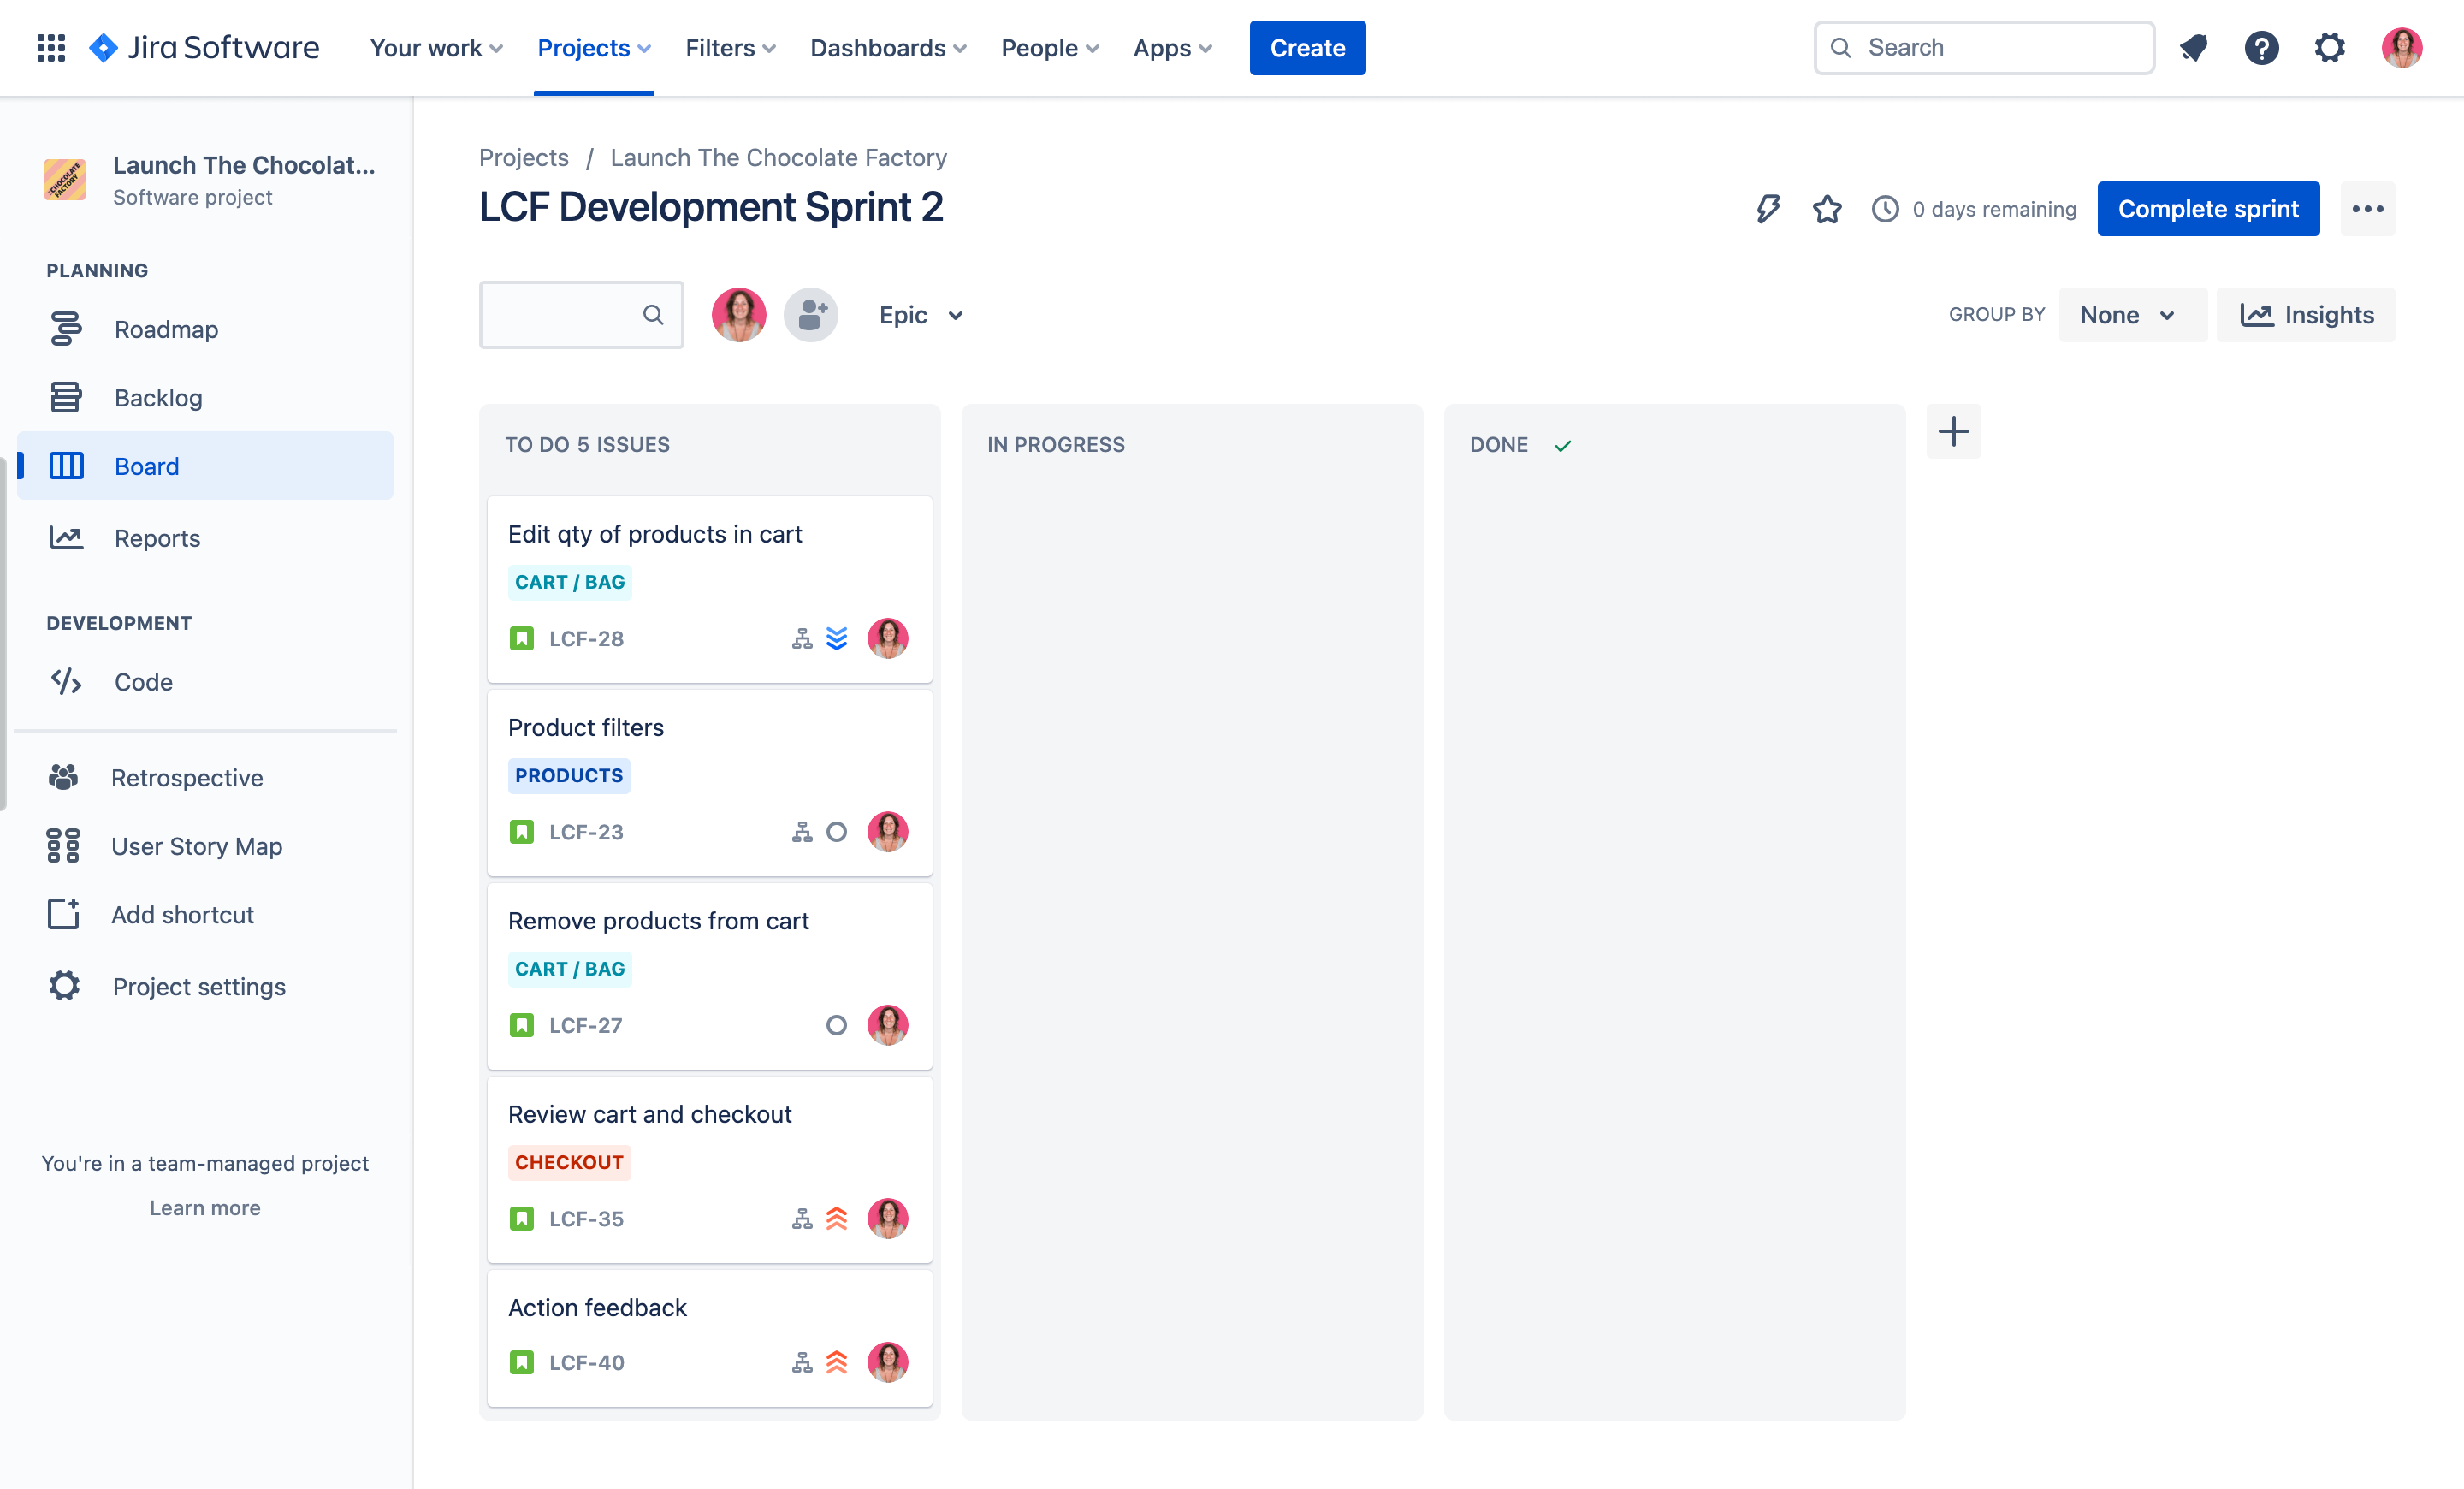 Jira Software
Your work
Projects
Filters
Dashboards
People
Apps
Create
Search
CHOCOLATE
FACTORY
Launch The Chocolat...
Software project
PLANNING
Roadmap
Backlog
Board
Reports
DEVELOPMENT
Code
Retrospective
User Story Map
Add shortcut
Project settings
You're in a team-managed project
Learn more
Projects / Launch The Chocolate Factory
LCF Development Sprint 2
0 days remaining
Complete sprint
Epic
GROUP BY
None
Insights
TO DO 5 ISSUES
Edit qty of products in cart
CART / BAG
LCF-28
Product filters
PRODUCTS
LCF-23
Remove products from cart
CART / BAG
LCF-27
Review cart and checkout
CHECKOUT
LCF-35
Action feedback
LCF-40
IN PROGRESS
DONE